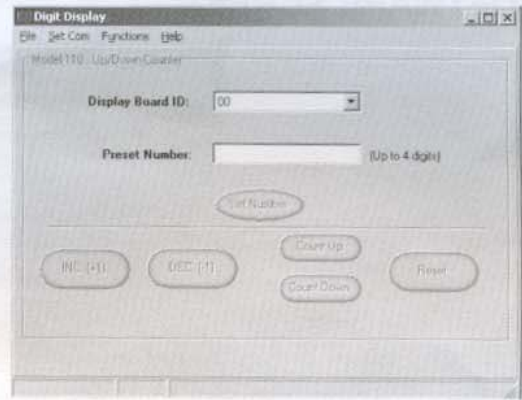 Digit Display
File Set Com Functions Help
Model 110 : Up/Down Counter
Display Board ID: 00
Preset Number: (Up to 4 digits)
Set Number
INC (+1) DEC (-1) Count Up Reset
Count Down